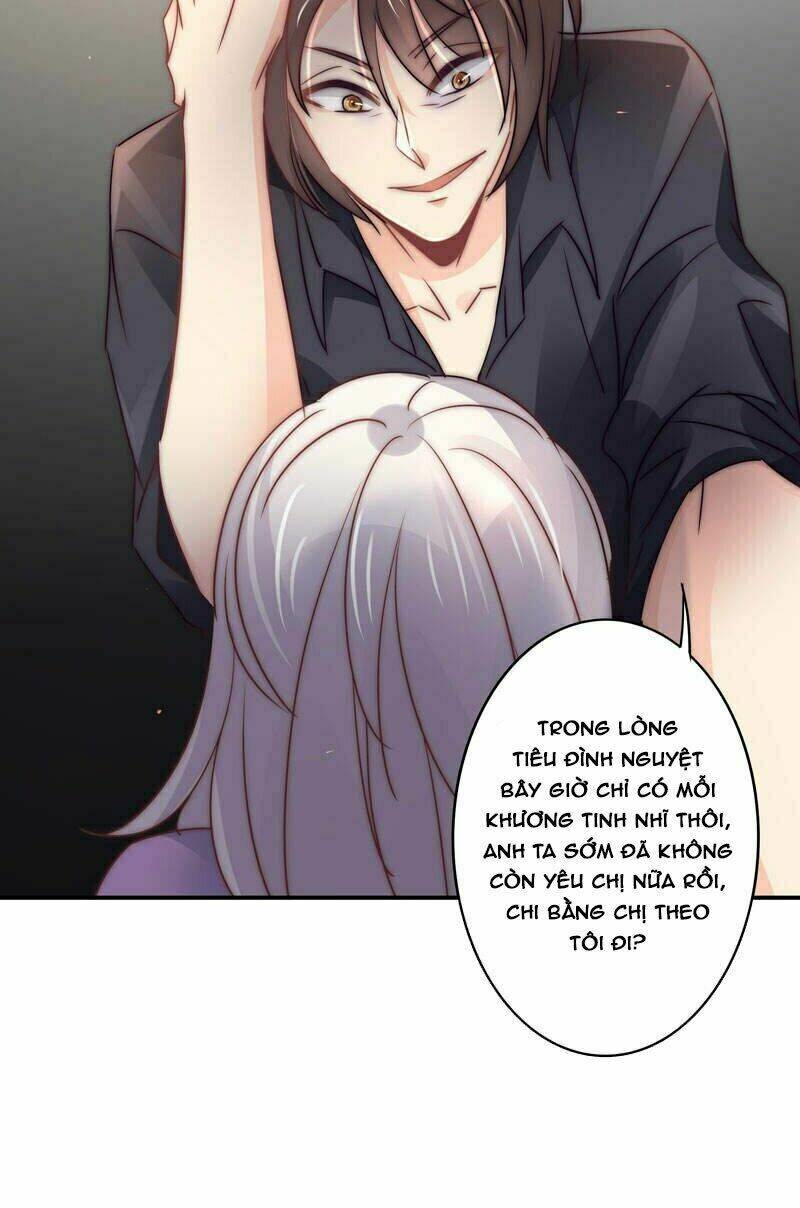 TRONG LÒNG
TIÊU ĐÌNH NGUYỆT
BÂY GIỜ CHỈ CÓ MỖI
KHƯƠNG TINH NHĨ THÔI,
ANH TA SỚM ĐÃ KHÔNG
CÒN YÊU CHỊ NỮA RỒI,
CHI BẰNG CHỊ THEO
TÔI ĐI?